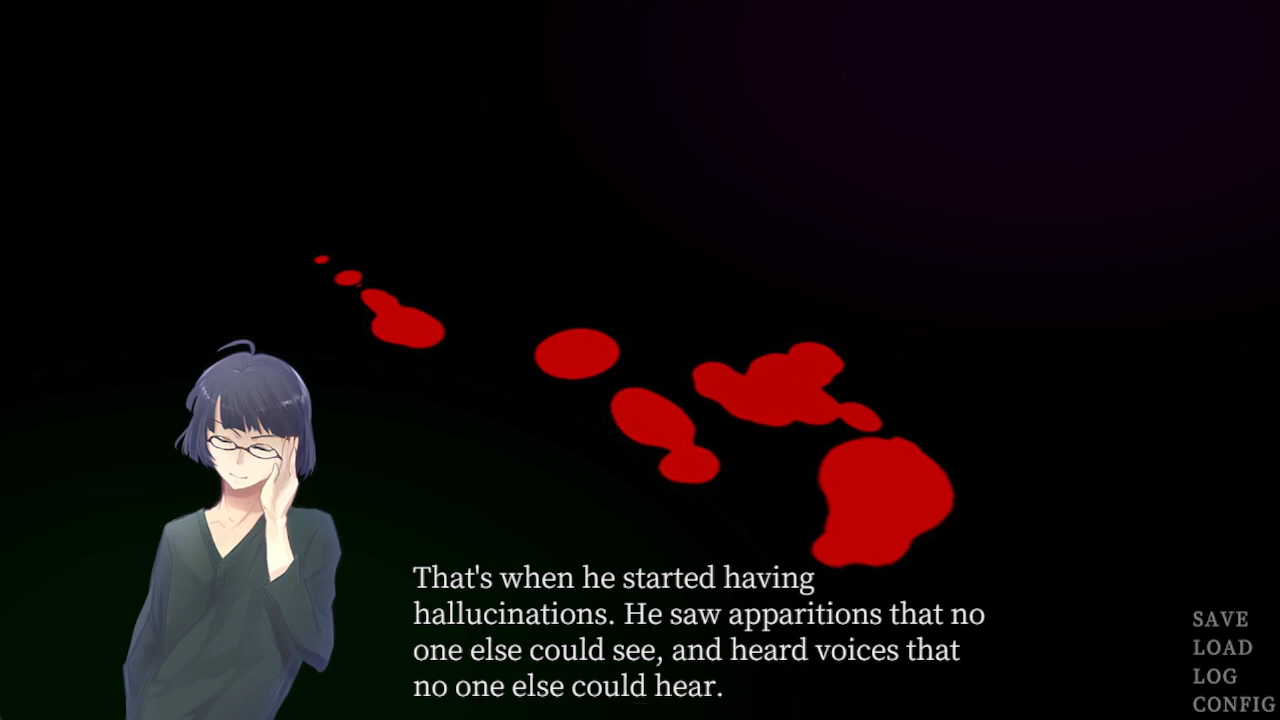 That's when he started having
hallucinations. He saw apparitions that no
one else could see, and heard voices that
no one else could hear.
SAVE
LOAD
LOG
CONFIG